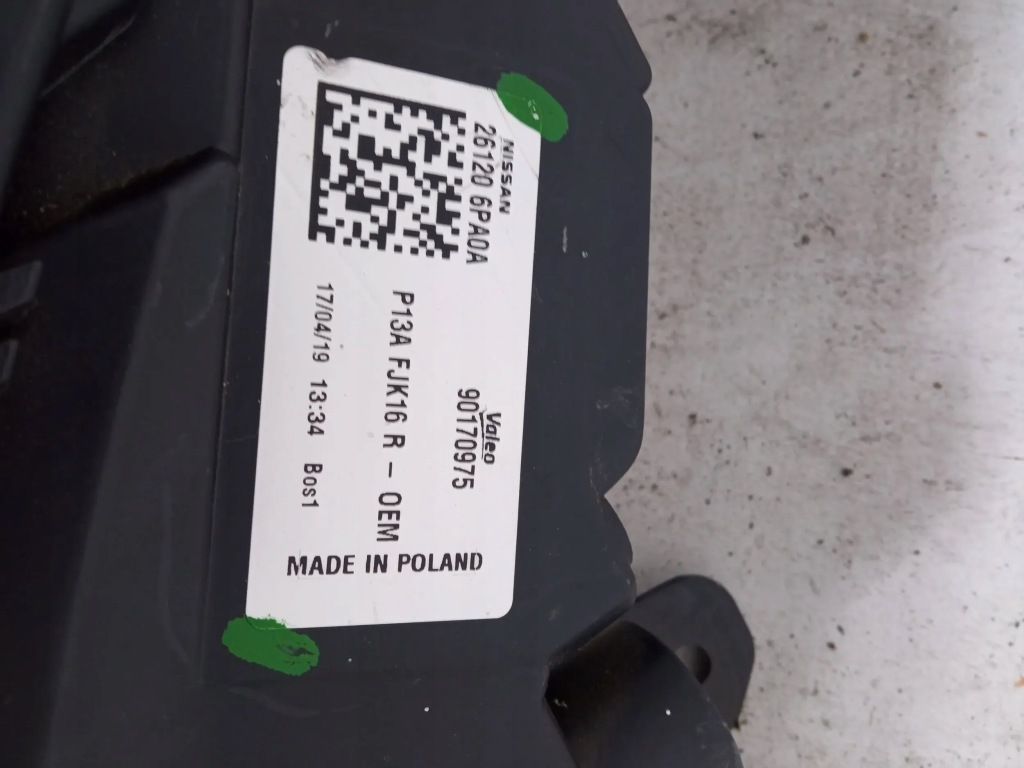 NISSAN
26120 6PA0A
Valeo
90170975
P13A FJK16 R - OEM
17/04/19 13:34 Bos1
MADE IN POLAND